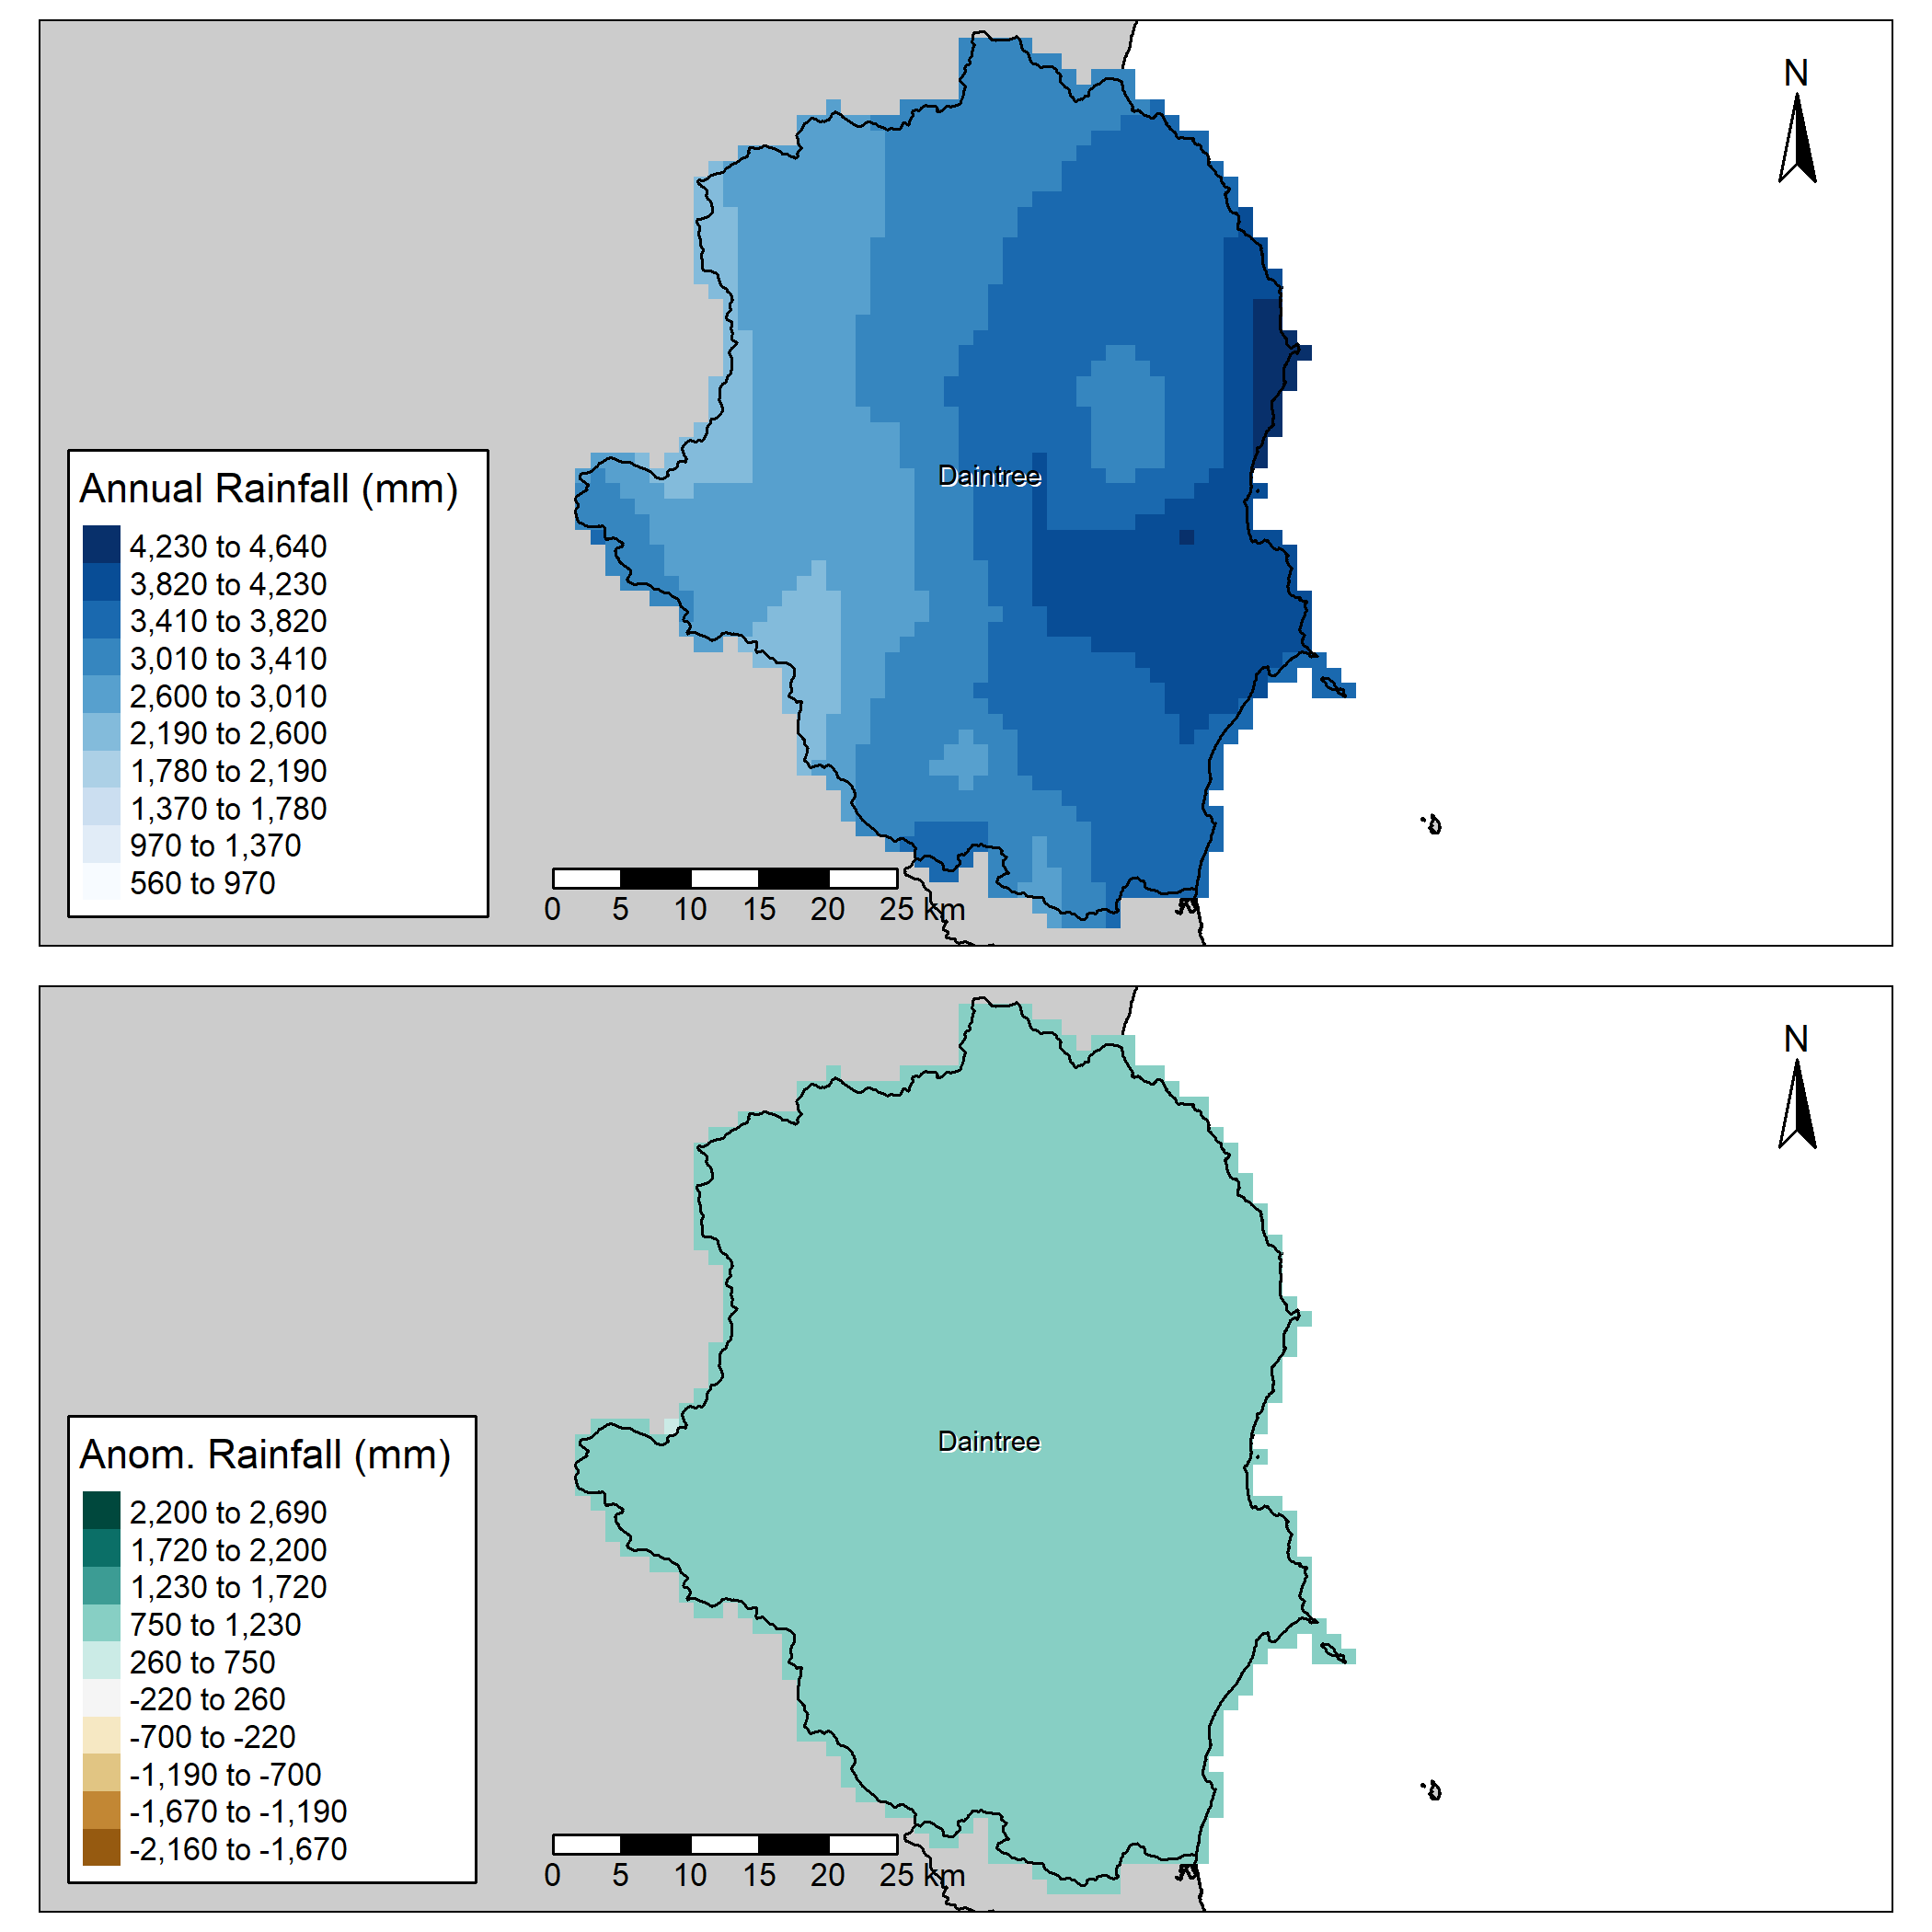 N
Daintree
Annual Rainfall (mm)
4,230 to 4,640
3,820 to 4,230
3,410 to 3,820
3,010 to 3,410
2,600 to 3,010
2,190 to 2,600
1,780 to 2,190
1,370 to 1,780
970 to 1,370
560 to 970
0 5 10 15 20 25 km
N
Daintree
Anom. Rainfall (mm)
2,200 to 2,690
1,720 to 2,200
1,230 to 1,720
750 to 1,230
260 to 750
-220 to 260
-700 to -220
-1,190 to -700
-1,670 to -1,190
-2,160 to -1,670
0 5 10 15 20 25 km